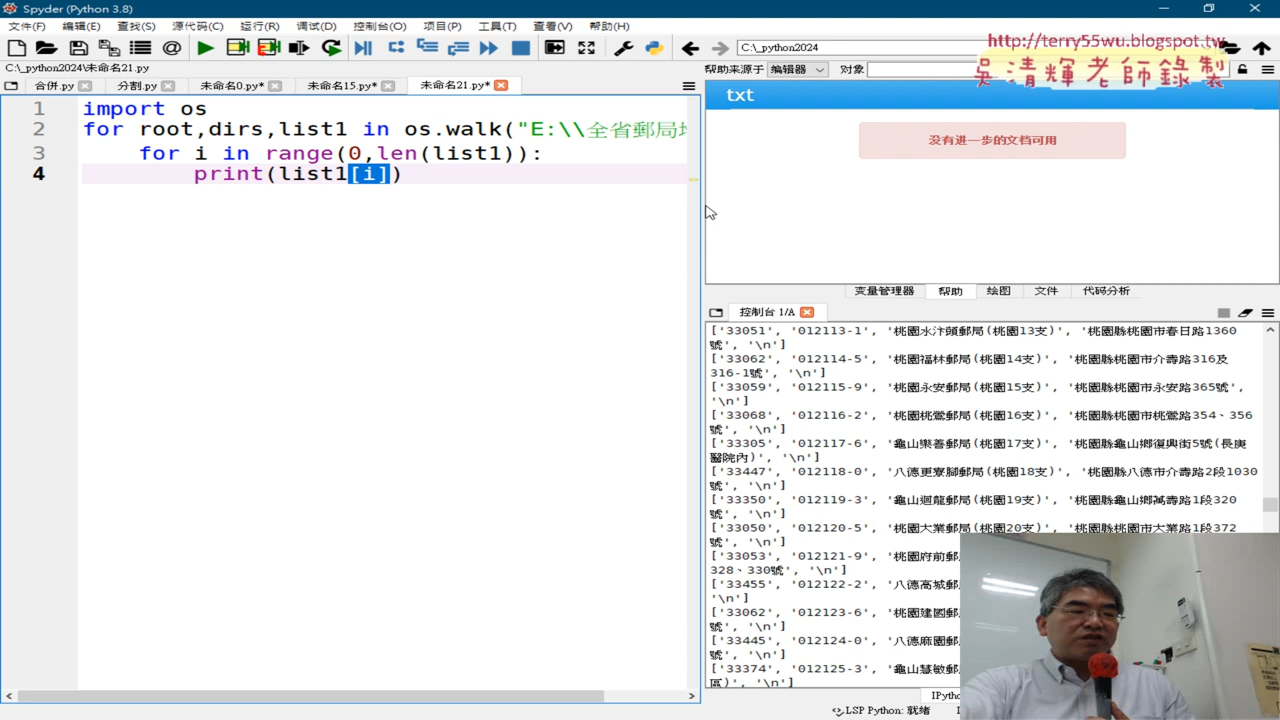 Spyder (Python 3.8)
文件(F) 编辑(E) 查找(S) 源代码(C) 运行(R) 调试(D) 控制台(O) 项目(P) 工具(T) 查看(V) 帮助(H)
C:\_python2024
http://terry55wu.blogspot.tw
吳清輝老師錄製
C:\_python2024\未命名21.py
帮助来源于 编辑器 对象
合併.py 分割.py 未命名0.py* 未命名15.py* 未命名21.py*
txt
没有進一步的文档可用
1 import os
2 for root,dirs,list1 in os.walk("E:\\全省郵局
3 for i in range(0,len(list1)):
4 print(list1[i])
变量管理器 帮助 绘图 文件 代码分析
控制台 1/A
['33051', '012113-1', '桃園水汴頭郵局(桃園13支)', '桃園縣桃園市春日路1360
號', '\n']
['33062', '012114-5', '桃園福林郵局(桃園14支)', '桃園縣桃園市介壽路316及
316-1號', '\n']
['33059', '012115-9', '桃園永安郵局(桃園15支)', '桃園縣桃園市永安路365號',
'\n']
['33068', '012116-2', '桃園桃鶯郵局(桃園16支)', '桃園縣桃園市桃鶯路354、356
號', '\n']
['33305', '012117-6', '龜山樂善郵局(桃園17支)', '桃園縣龜山鄉復興街5號(長庚
醫院內)', '\n']
['33447', '012118-0', '八德更寮腳郵局(桃園18支)', '桃園縣八德市介壽路2段1030
號', '\n']
['33350', '012119-3', '龜山迴龍郵局(桃園19支)', '桃園縣龜山鄉萬壽路1段320
號', '\n']
['33050', '012120-5', '桃園大業郵局(桃園20支)', '桃園縣桃園市大業路1段372
號', '\n']
['33053', '012121-9', '桃園府前郵
328、330號', '\n']
['33455', '012122-2', '八德高城郵
'\n']
['33062', '012123-6', '桃園建國郵
號', '\n']
['33445', '012124-0', '八德麻園郵
號', '\n']
['33374', '012125-3', '龜山慧敏郵
區)', '\n']
IPytho
LSP Python: 就绪